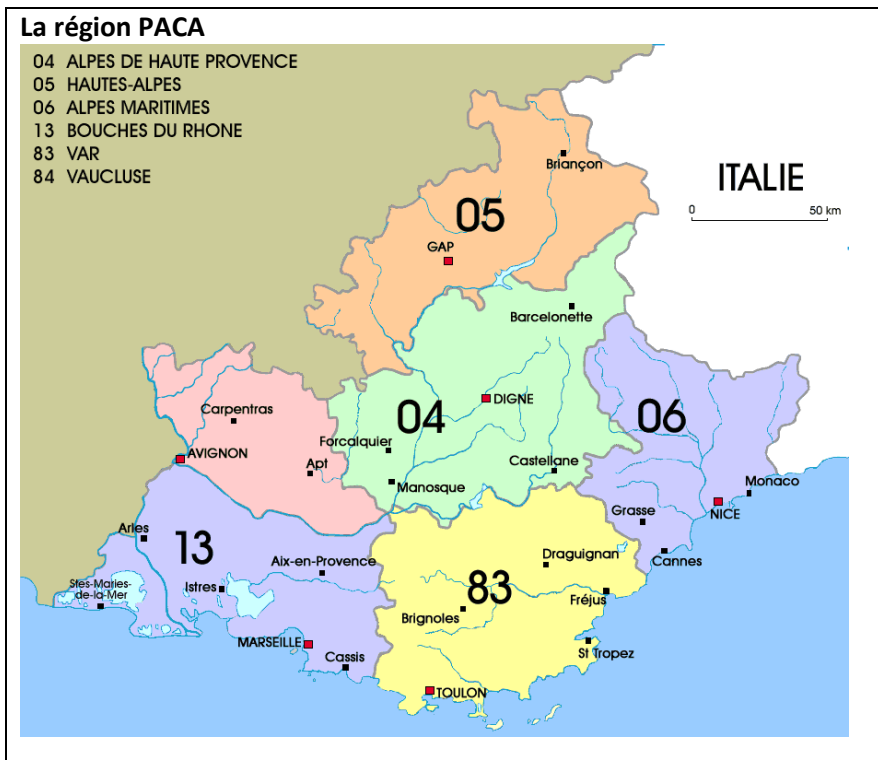 La région PACA
04 ALPES DE HAUTE PROVENCE
05 HAUTES-ALPES
06 ALPES MARITIMES
13 BOUCHES DU RHONE
83 VAR
84 VAUCLUSE
Briançon
ITALIE
0 50 km
05
GAP
Barcelonette
Carpentras
04
DIGNE
06
Forcalquier
AVIGNON
Apt
Castellane
Manosque
Monaco
Grasse
NICE
Arles
13
Aix-en-Provence
Draguignan
Cannes
Stes-Maries-
de-la-Mer
Istres
83
Fréjus
Brignoles
MARSEILLE
St Tropez
Cassis
TOULON